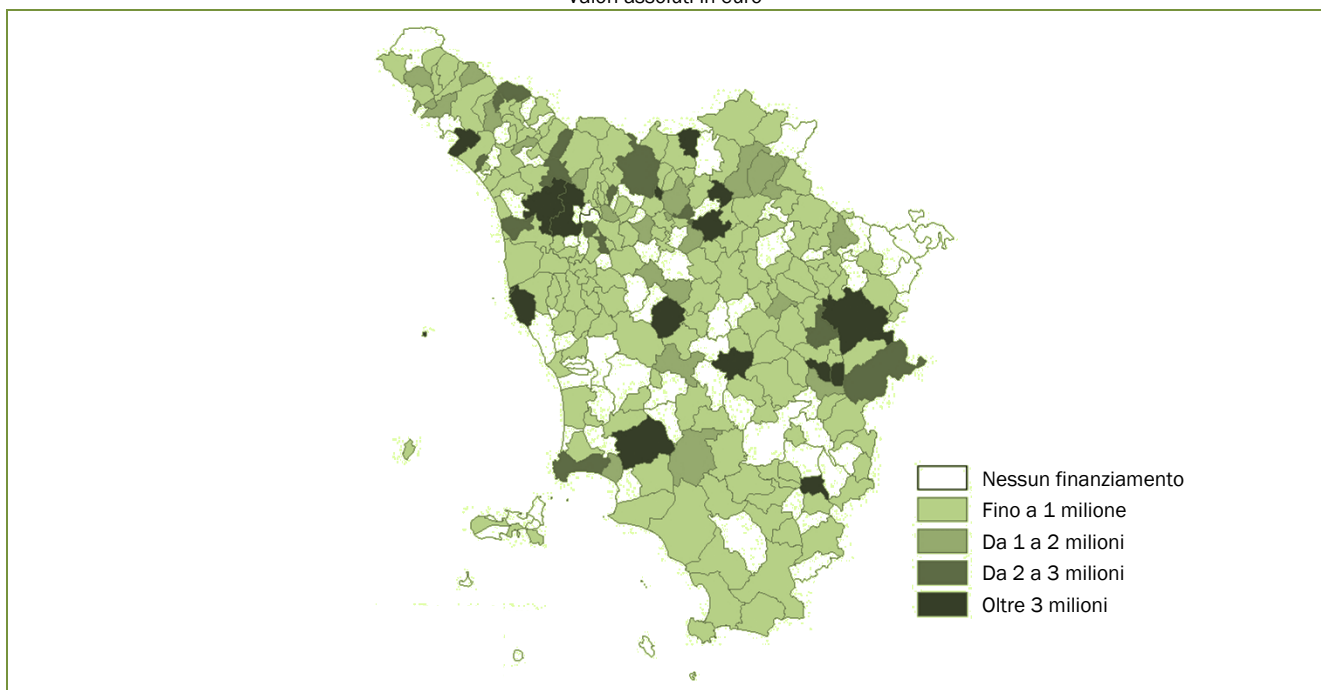 Valori assoluti in euro
Nessun finanziamento
Fino a 1 milione
Da 1 a 2 milioni
Da 2 a 3 milioni
Oltre 3 milioni